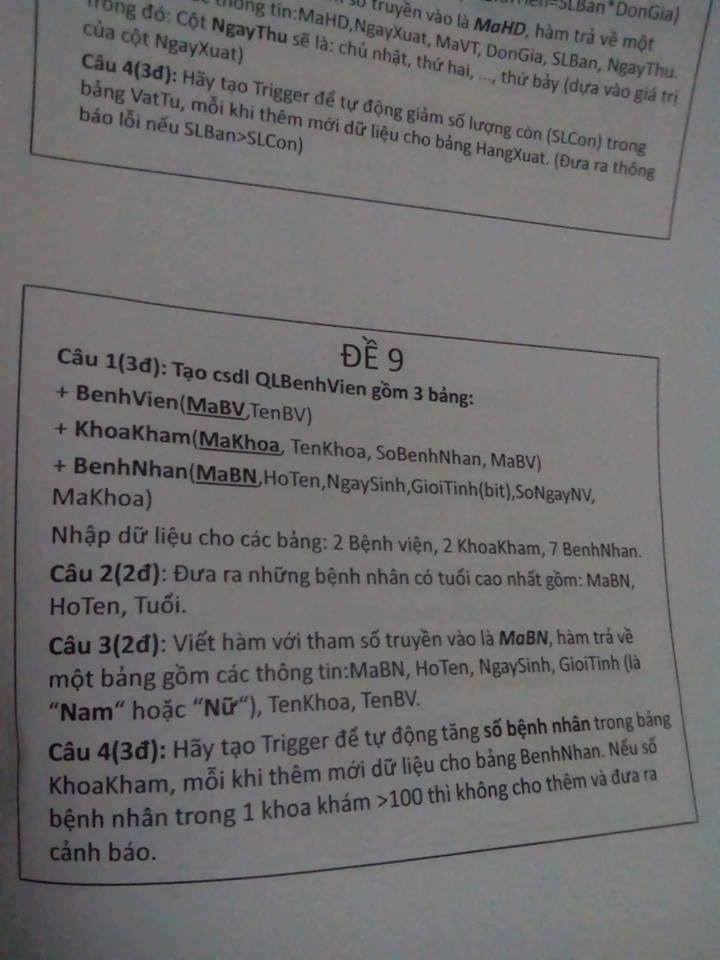 SLBan*DonGia)
số truyền vào là MaHD, hàm trả về một
thông tin:MaHD,NgayXuat, MaVT, DonGia, SLBan, NgayThu.
Trong đó: Cột NgayThu sẽ là: chủ nhật, thứ hai, ..., thứ bảy (dựa vào giá trị
của cột NgayXuat)
Câu 4(3đ): Hãy tạo Trigger để tự động giảm số lượng còn (SLCon) trong
bảng VatTu, mỗi khi thêm mới dữ liệu cho bảng HangXuat. (Đưa ra thông
báo lỗi nếu SLBan>SLCon)
ĐỀ 9
Câu 1(3đ): Tạo csdl QLBenhVien gồm 3 bảng:
+ BenhVien(MaBV,TenBV)
+ KhoaKham(MaKhoa, TenKhoa, SoBenhNhan, MaBV)
+ BenhNhan(MaBN,HoTen,NgaySinh,GioiTinh(bit),SoNgayNV,
MaKhoa)
Nhập dữ liệu cho các bảng: 2 Bệnh viện, 2 KhoaKham, 7 BenhNhan.
Câu 2(2đ): Đưa ra những bệnh nhân có tuổi cao nhất gồm: MaBN,
HoTen, Tuổi.
Câu 3(2đ): Viết hàm với tham số truyền vào là MaBN, hàm trả về
một bảng gồm các thông tin:MaBN, HoTen, NgaySinh, GioiTinh (là
“Nam“ hoặc “Nữ“), TenKhoa, TenBV.
Câu 4(3đ): Hãy tạo Trigger để tự động tăng số bệnh nhân trong bảng
KhoaKham, mỗi khi thêm mới dữ liệu cho bảng BenhNhan. Nếu số
bệnh nhân trong 1 khoa khám >100 thì không cho thêm và đưa ra
cảnh báo.